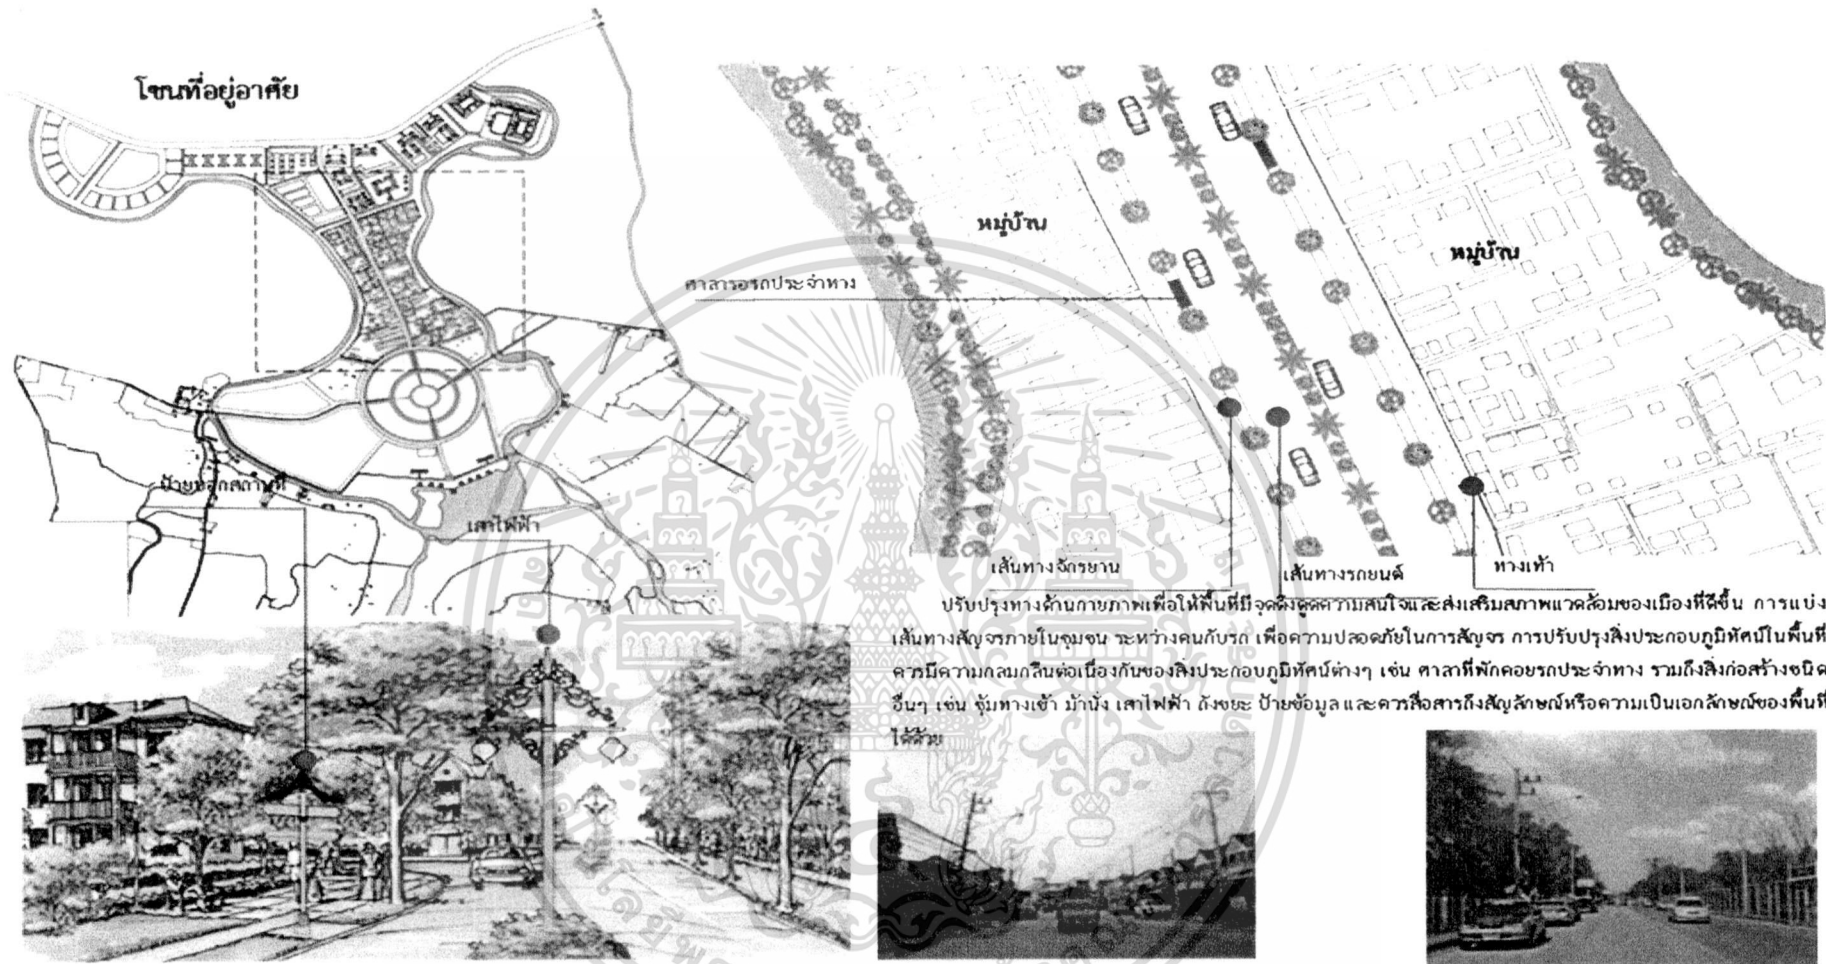 โซนที่อยู่อาศัย
หมู่บ้าน
หมู่บ้าน
ศาลารอรถประจำทาง
ป้ายบอกสถานที่
เสาไฟฟ้า
เส้นทางจักรยาน
เส้นทางรถยนต์
ทางเท้า
ปรับปรุงทางด้านกายภาพเพื่อให้พื้นที่มีจุดดึงดูดความสนใจและส่งเสริมสภาพแวดล้อมของเมืองที่ดีขึ้น การแบ่ง
เส้นทางสัญจรภายในชุมชน ระหว่างคนกับรถ เพื่อความปลอดภัยในการสัญจร การปรับปรุงสิ่งประกอบภูมิทัศน์ในพื้นที่
ควรมีความกลมกลืนต่อเนื่องกันของสิ่งประกอบภูมิทัศน์ต่างๆ เช่น ศาลาที่พักคอยรถประจำทาง รวมถึงสิ่งก่อสร้างชนิด
อื่นๆ เช่น ซุ้มทางเข้า ม้านั่ง เสาไฟฟ้า ถังขยะ ป้ายข้อมูล และควรสื่อสารถึงสัญลักษณ์หรือความเป็นเอกลักษณ์ของพื้นที่
ได้ด้วย